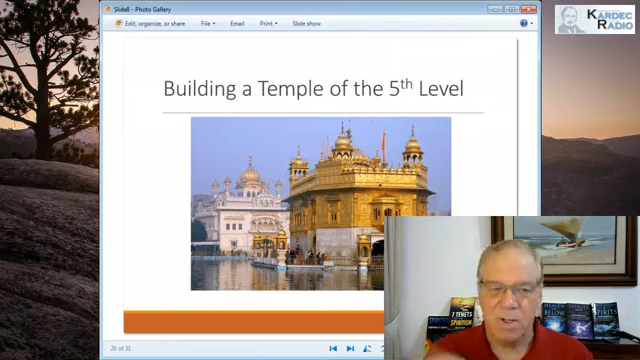 Slide8 - Photo Gallery
KARDEC
RADIO
Edit, organize, or share
File
Email
Print
Slide show
Building a Temple of the 5th Level
7 TENETS
SPIRITISM
HEAVEN
BELOW
SPIRITS
26 of 31